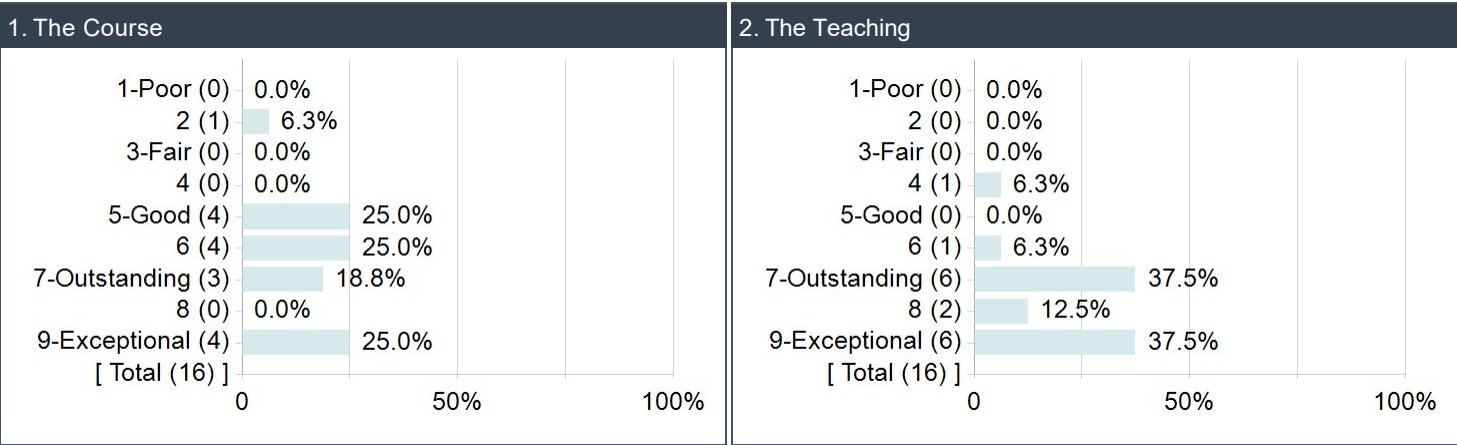 1. The Course
1-Poor (0) 0.0%
2 (1) 6.3%
3-Fair (0) 0.0%
4 (0) 0.0%
5-Good (4) 25.0%
6 (4) 25.0%
7-Outstanding (3) 18.8%
8 (0) 0.0%
9-Exceptional (4) 25.0%
[ Total (16) ]
0 50% 100%
2. The Teaching
1-Poor (0) 0.0%
2 (0) 0.0%
3-Fair (0) 0.0%
4 (1) 6.3%
5-Good (0) 0.0%
6 (1) 6.3%
7-Outstanding (6) 37.5%
8 (2) 12.5%
9-Exceptional (6) 37.5%
[ Total (16) ]
0 50% 100%